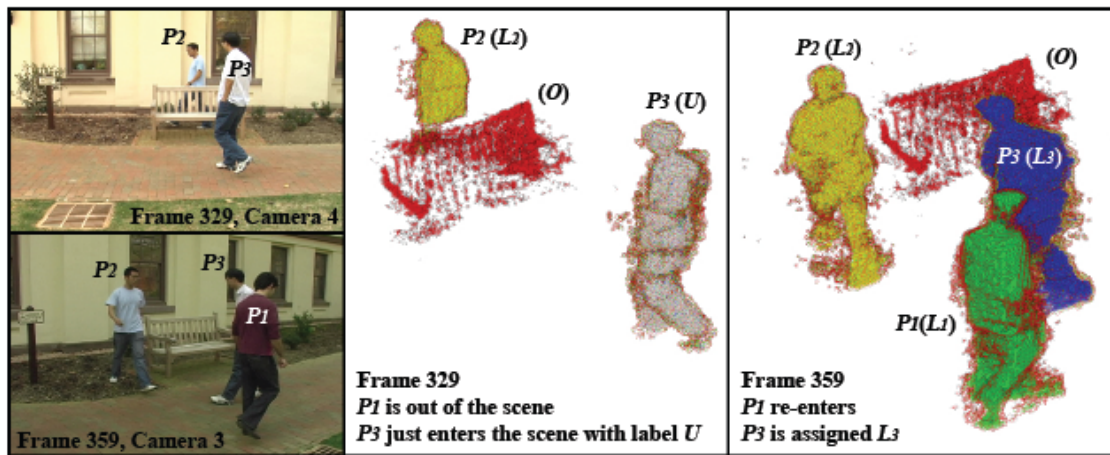 P2
P3
Frame 329, Camera 4
P2
P3
P1
Frame 359, Camera 3
P2 (L2)
(O)
P3 (U)
Frame 329
P1 is out of the scene
P3 just enters the scene with label U
P2 (L2)
(O)
P3 (L3)
P1(L1)
Frame 359
P1 re-enters
P3 is assigned L3